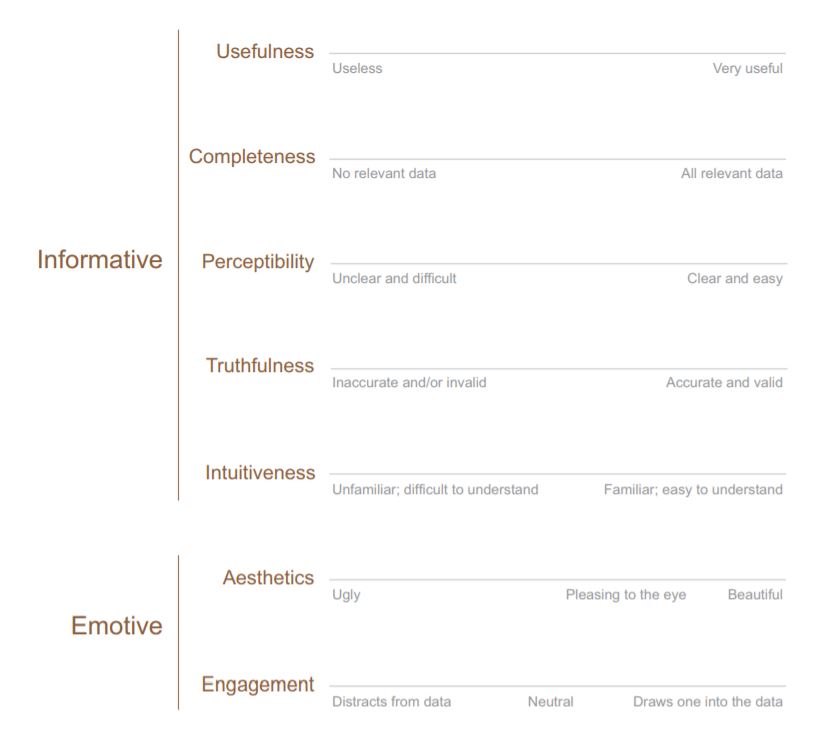 Usefulness
Useless Very useful
Completeness
No relevant data All relevant data
Informative
Perceptibility
Unclear and difficult Clear and easy
Truthfulness
Inaccurate and/or invalid Accurate and valid
Intuitiveness
Unfamiliar; difficult to understand Familiar; easy to understand
Aesthetics
Ugly Pleasing to the eye Beautiful
Emotive
Engagement
Distracts from data Neutral Draws one into the data